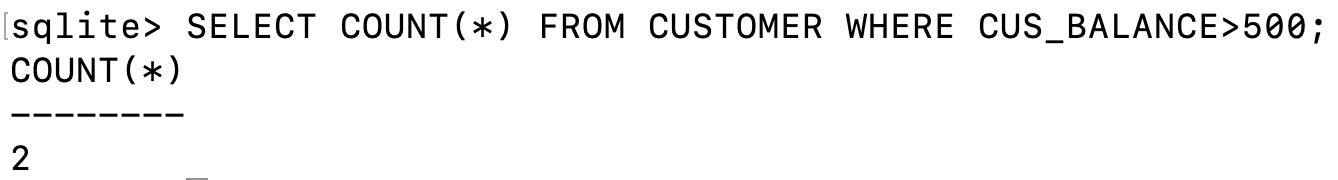 sqlite> SELECT COUNT(*) FROM CUSTOMER WHERE CUS_BALANCE>500;
COUNT(*)
--------
2